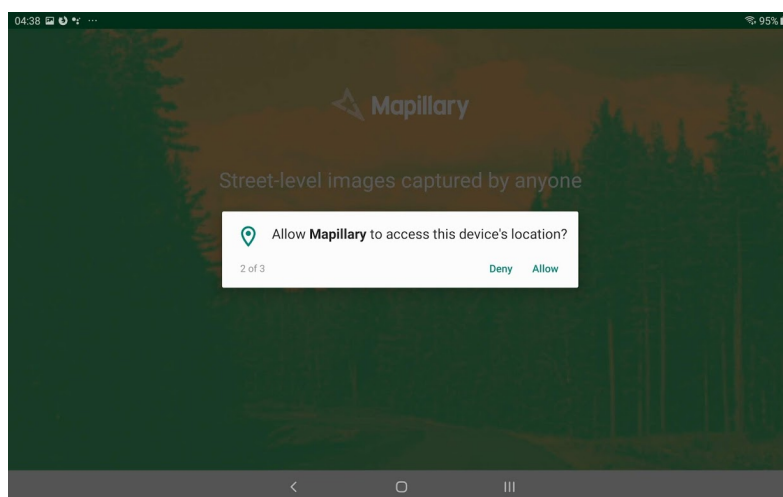 04:38 ... 95%
Mapillary
Street-level images captured by anyone
Allow Mapillary to access this device's location?
2 of 3 Deny Allow